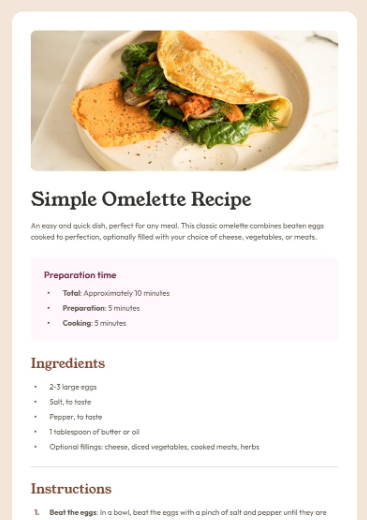 Simple Omelette Recipe
An easy and quick dish, perfect for any meal. This classic omelette combines beaten eggs
cooked to perfection, optionally filled with your choice of cheese, vegetables, or meats.
Preparation time
• Total: Approximately 10 minutes
• Preparation: 5 minutes
• Cooking: 5 minutes
Ingredients
• 2-3 large eggs
• Salt, to taste
• Pepper, to taste
• 1 tablespoon of butter or oil
• Optional fillings: cheese, diced vegetables, cooked meats, herbs
Instructions
1. Beat the eggs: In a bowl, beat the eggs with a pinch of salt and pepper until they are